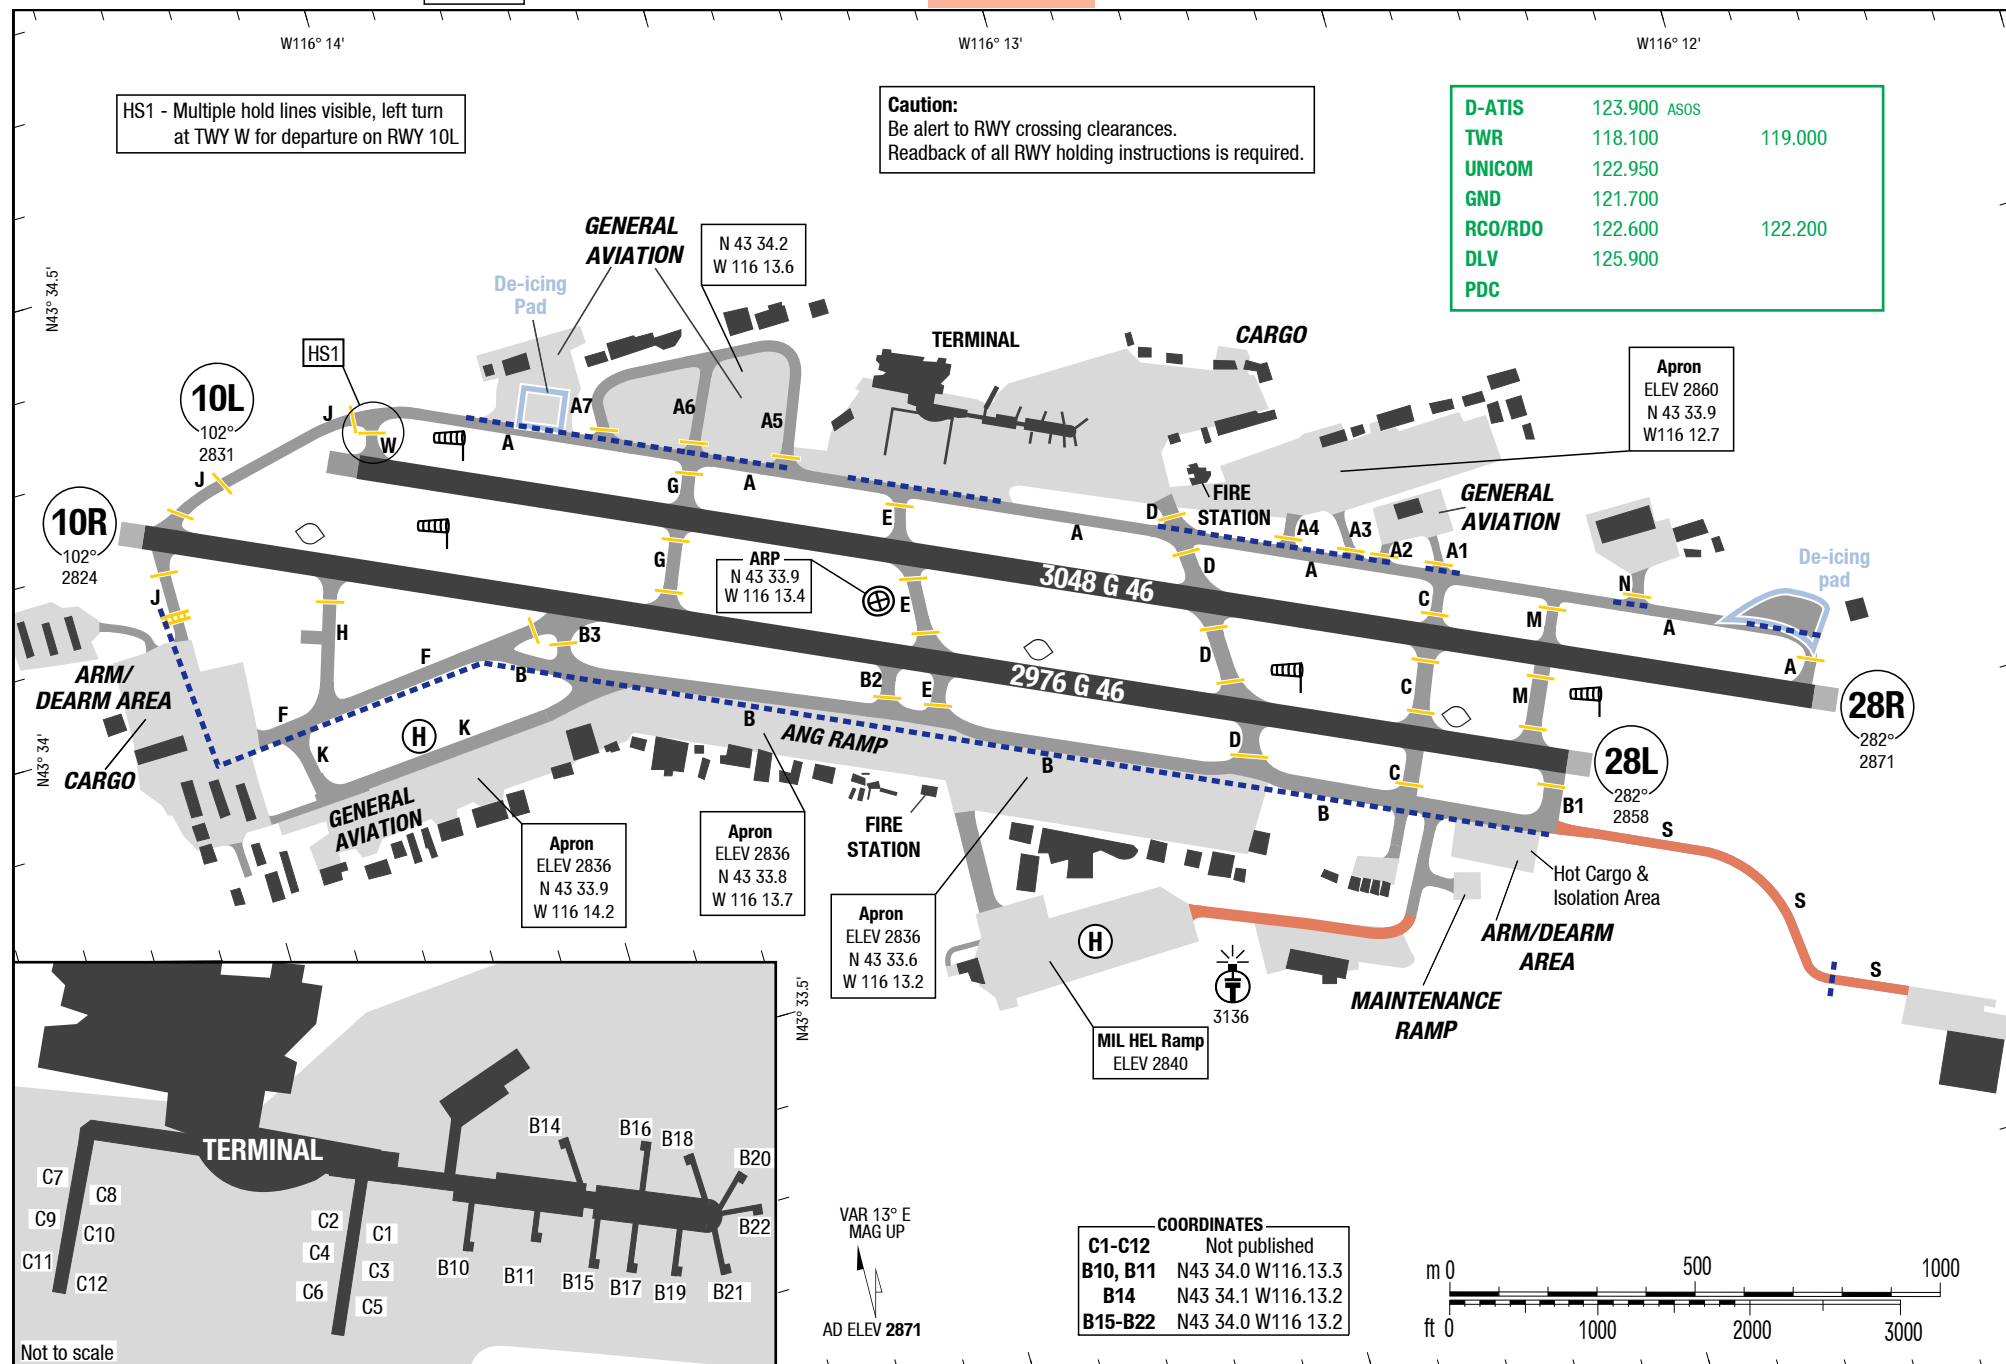 W116° 14'
W116° 13'
W116° 12'
HS1 - Multiple hold lines visible, left turn
at TWY W for departure on RWY 10L
Caution:
Be alert to RWY crossing clearances.
Readback of all RWY holding instructions is required.
D-ATIS 123.900 ASOS
TWR 118.100 119.000
UNICOM 122.950
GND 121.700
RCO/RDO 122.600 122.200
DLV 125.900
PDC
N43° 34.5'
GENERAL
AVIATION
N 43 34.2
W 116 13.6
De-icing
Pad
HS1
TERMINAL
CARGO
Apron
ELEV 2860
N 43 33.9
W116 12.7
10L
102°
2831
J
W
A
A7
A6
A5
J
G
A
E
D
FIRE
STATION
A4
A3
A2
A1
GENERAL
AVIATION
10R
102°
2824
G
ARP
N 43 33.9
W 116 13.4
E
A
D
A
3048 G 46
C
M
N
A
De-icing
pad
A
J
H
B3
F
B
B2
E
D
2976 G 46
C
M
28R
282°
2871
ARM/
DEARM AREA
F
K
H
K
B
ANG RAMP
D
B
C
B
B1
28L
282°
2858
N43° 34'
CARGO
GENERAL
AVIATION
Apron
ELEV 2836
N 43 33.9
W 116 14.2
Apron
ELEV 2836
N 43 33.8
W 116 13.7
FIRE
STATION
Apron
ELEV 2836
N 43 33.6
W 116 13.2
S
Hot Cargo &
Isolation Area
S
ARM/DEARM
AREA
S
H
MAINTENANCE
RAMP
3136
MIL HEL Ramp
ELEV 2840
N43° 33.5'
TERMINAL
C7
C8
C9
C10
C11
C12
C2
C1
C4
C3
C6
C5
B14
B16
B18
B20
B22
B10
B11
B15
B17
B19
B21
Not to scale
VAR 13° E
MAG UP
AD ELEV 2871
COORDINATES
C1-C12 Not published
B10, B11 N43 34.0 W116.13.3
B14 N43 34.1 W116.13.2
B15-B22 N43 34.0 W116 13.2
m 0 500 1000
ft 0 1000 2000 3000